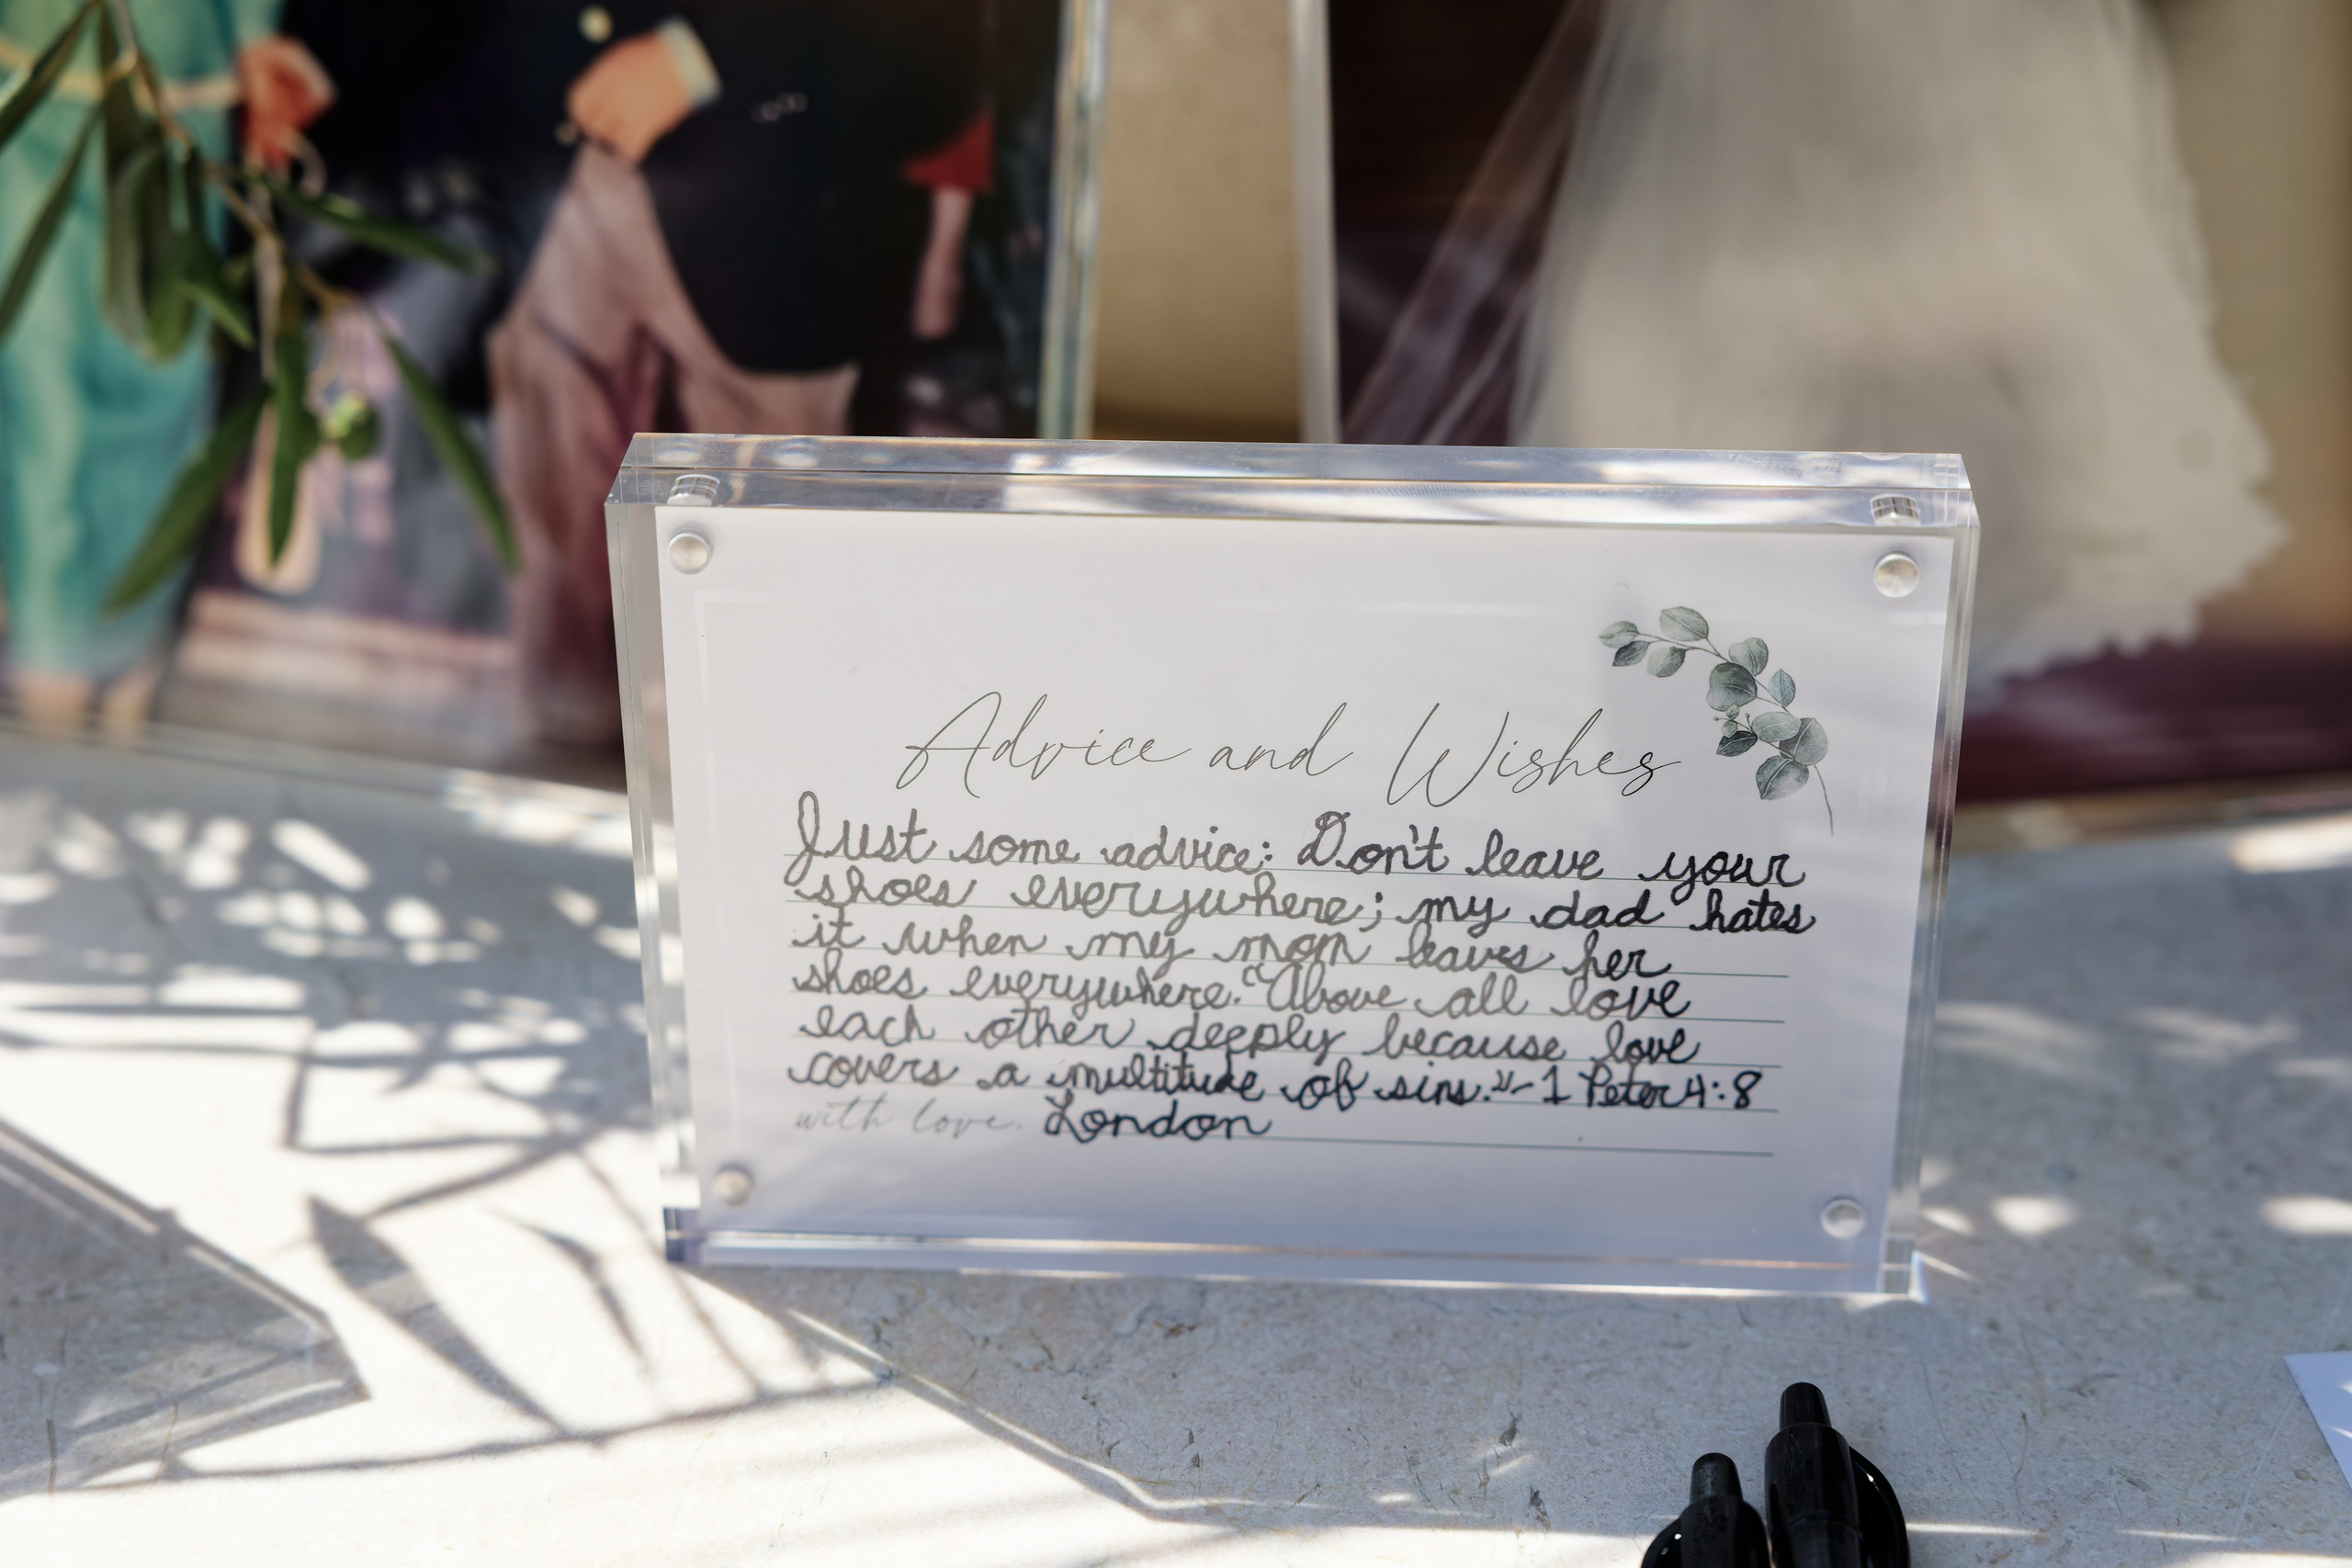 Advice and Wishes
Just some advice: Don't leave your
shoes everywhere; my dad hates
it when my mom leaves her
shoes everywhere. "Above all love
each other deeply because love
covers a multitude of sins." - 1 Peter 4:8
with love, London